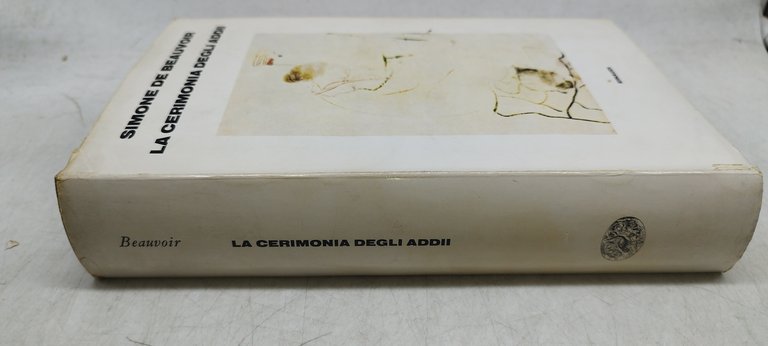 SIMONE DE BEAUVOIR
LA CERIMONIA DEGLI ADDII
Beauvoir
LA CERIMONIA DEGLI ADDII